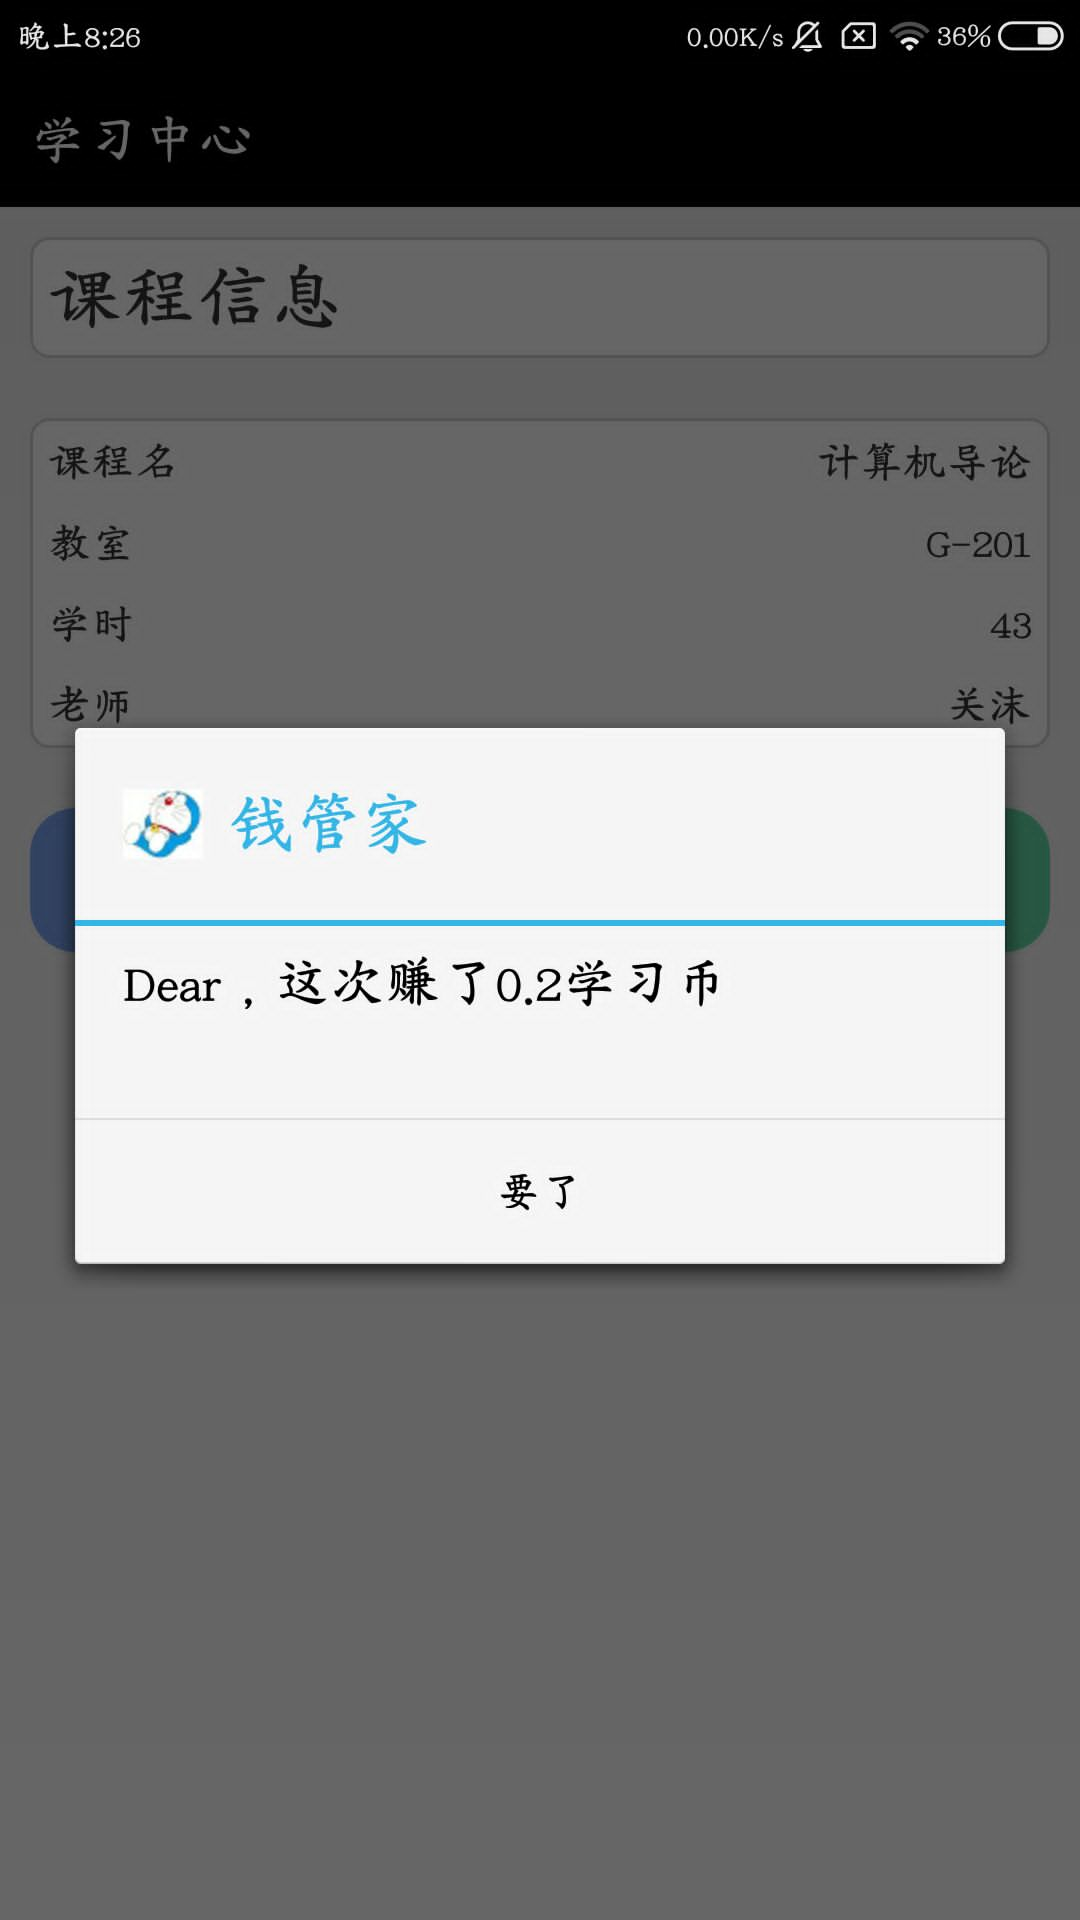 晚上8:26 0.00K/s 36%
学习中心
课程信息
课程名 计算机导论
教室 G-201
学时 43
老师 关沫
钱管家
Dear，这次赚了0.2学习币
要了